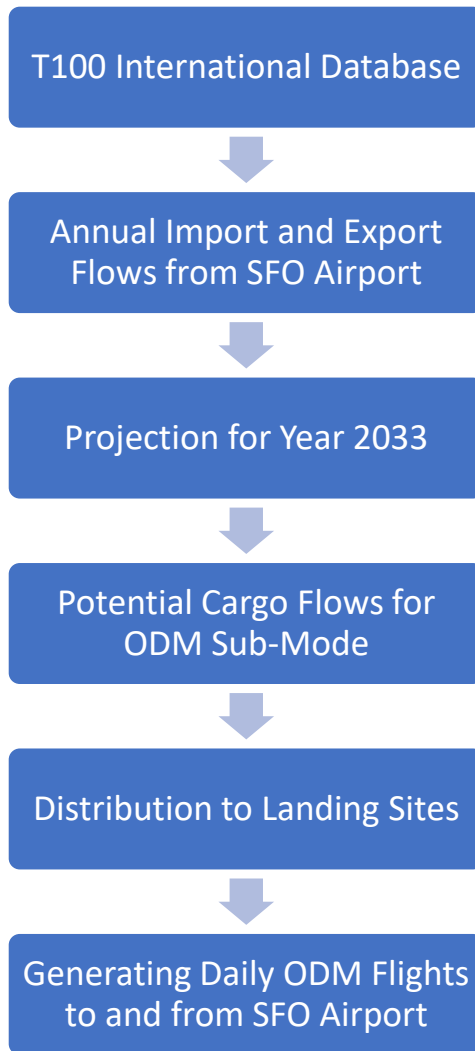 T100 International Database
Annual Import and Export
Flows from SFO Airport
Projection for Year 2033
Potential Cargo Flows for
ODM Sub-Mode
Distribution to Landing Sites
Generating Daily ODM Flights
to and from SFO Airport